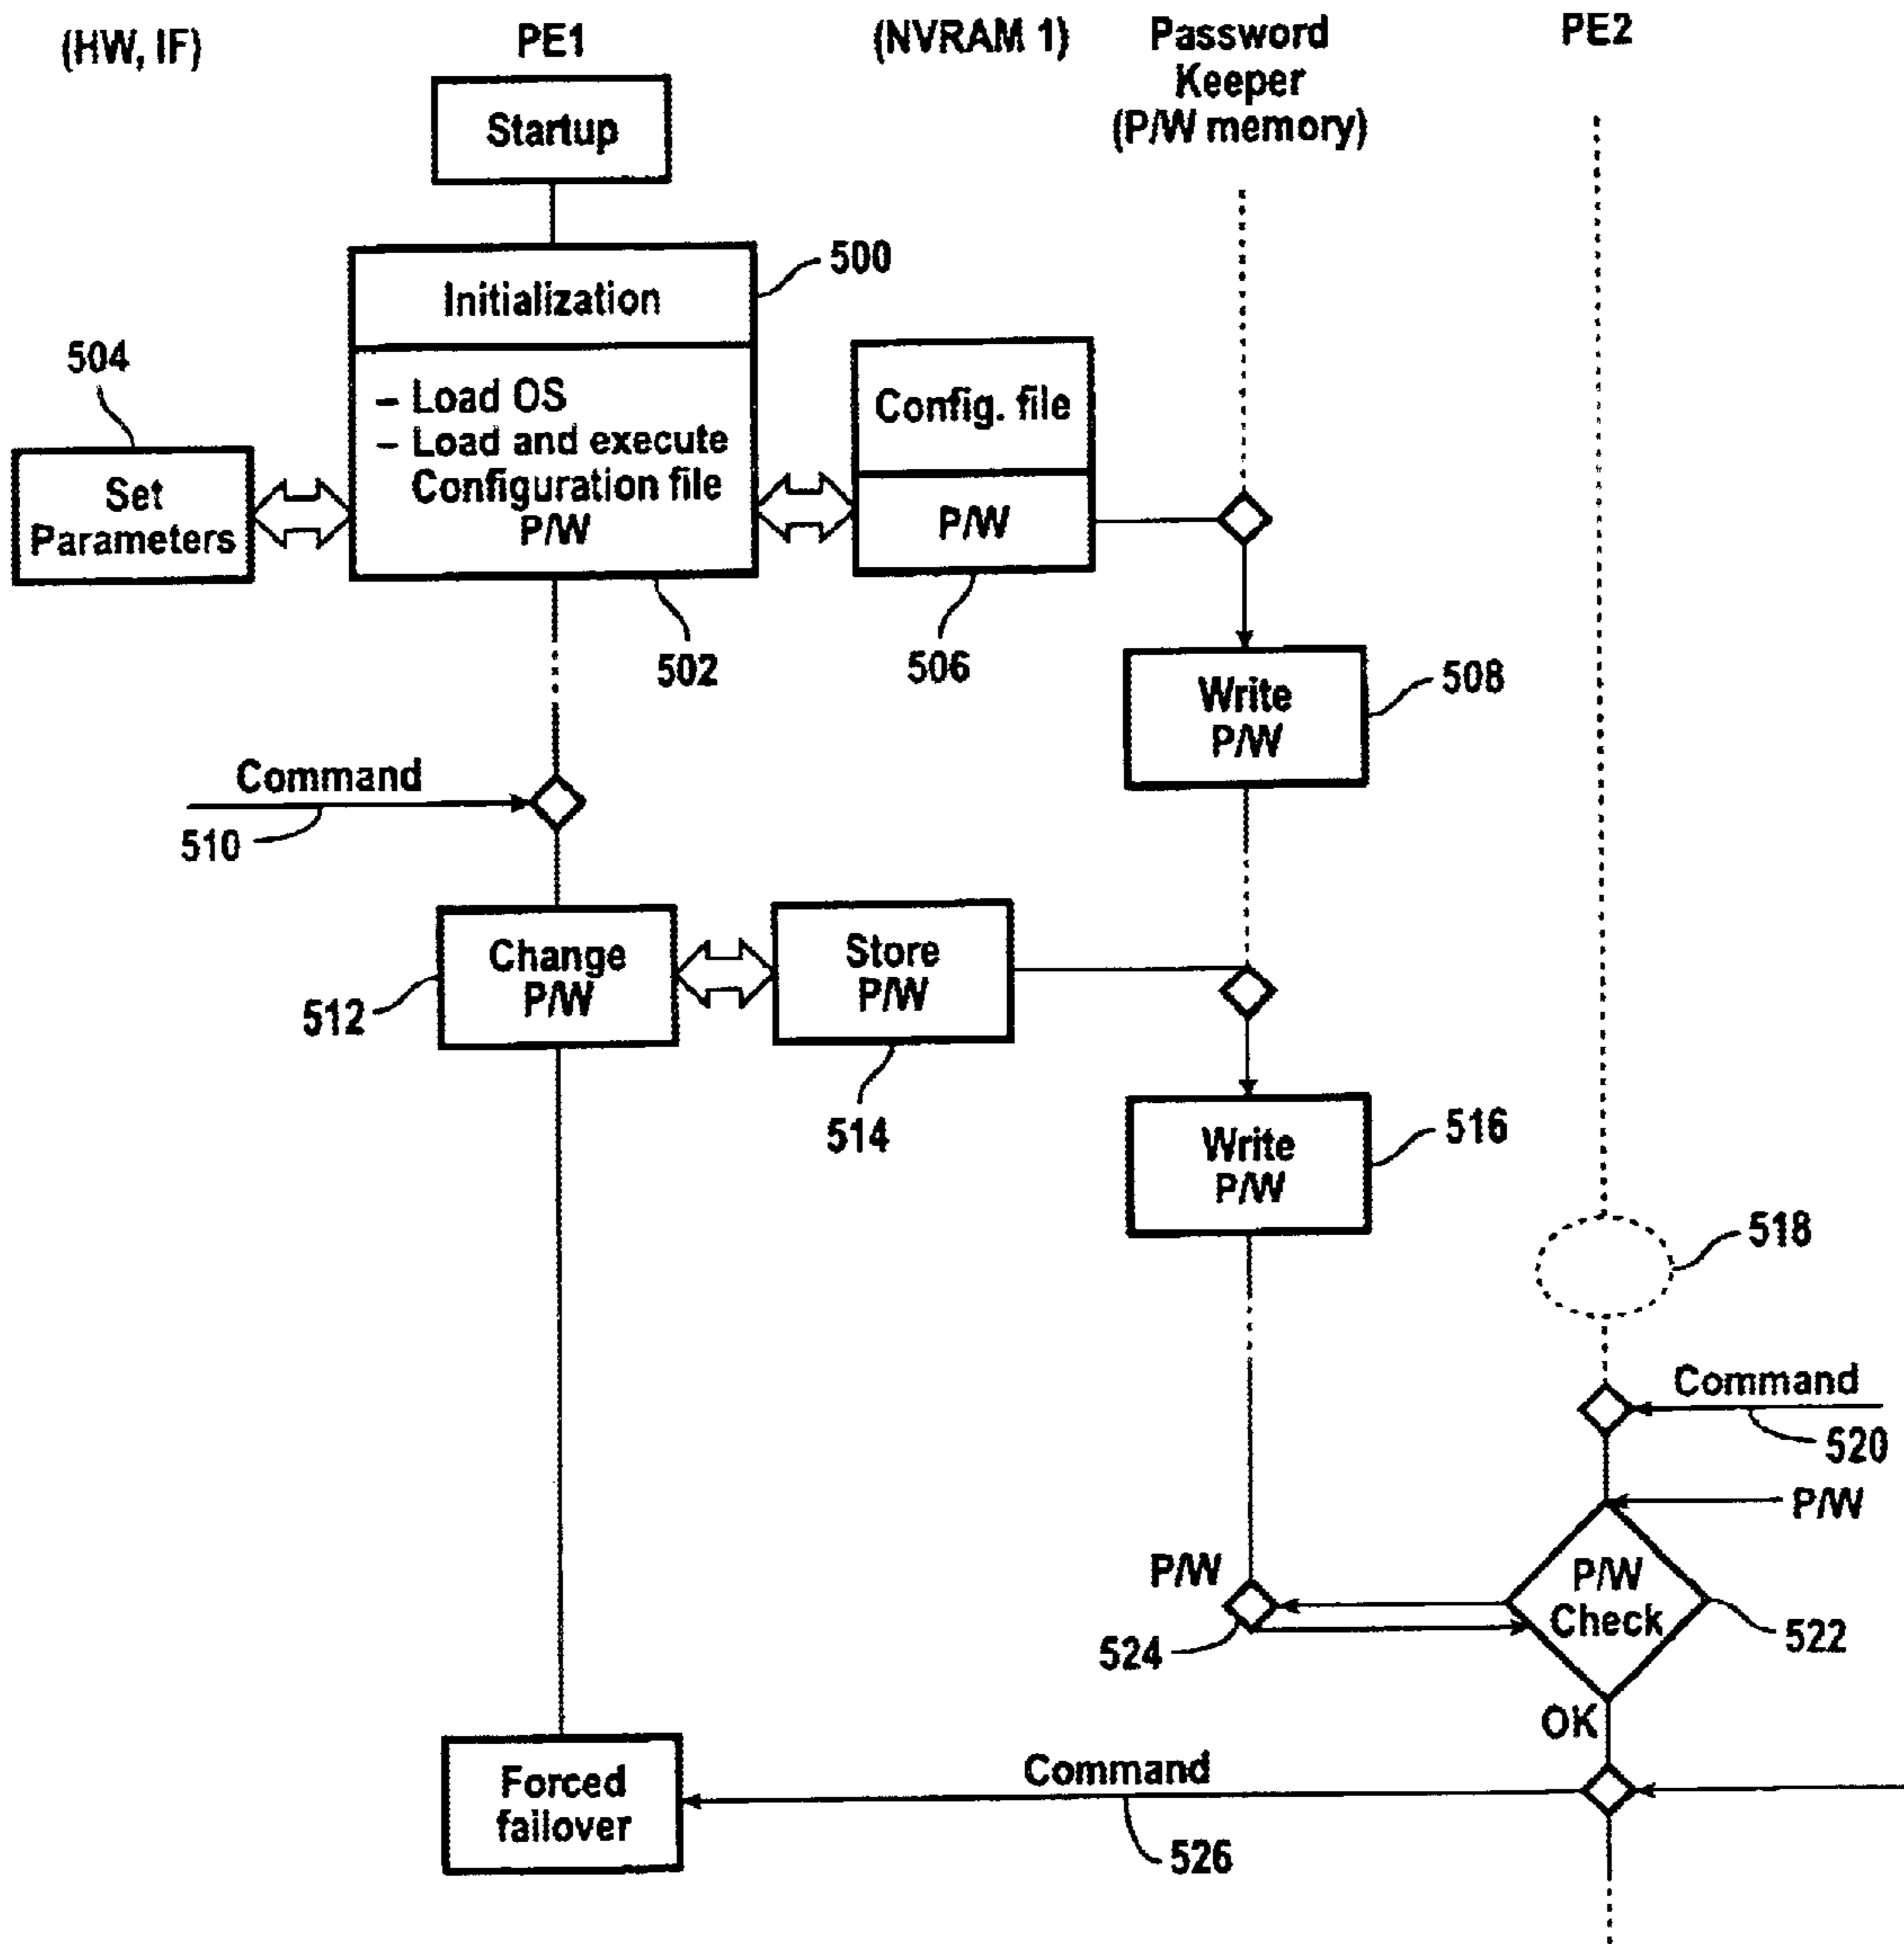 (HW, IF)
PE1
(NVRAM 1)
Password
Keeper
(P/W memory)
PE2
Startup
500
Initialization
504
– Load OS
– Load and execute
Configuration file
P/W
Config. file
Set
Parameters
P/W
502
506
Write
P/W
508
Command
510
Change
P/W
512
Store
P/W
514
Write
P/W
516
518
Command
520
P/W
P/W
P/W
Check
524
522
OK
Forced
failover
Command
526